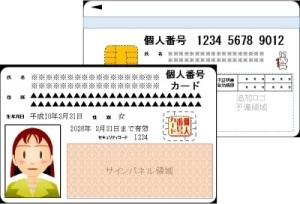 個人番号 1234 5678 9012
氏 名
追加ロゴ
予備領域
氏 名
個人番号
カード
住 所
生年月日 平成10年3月31日 性 別 女
2028年 3月31日まで有効
セキュリティコード 1234
サインパネル領域